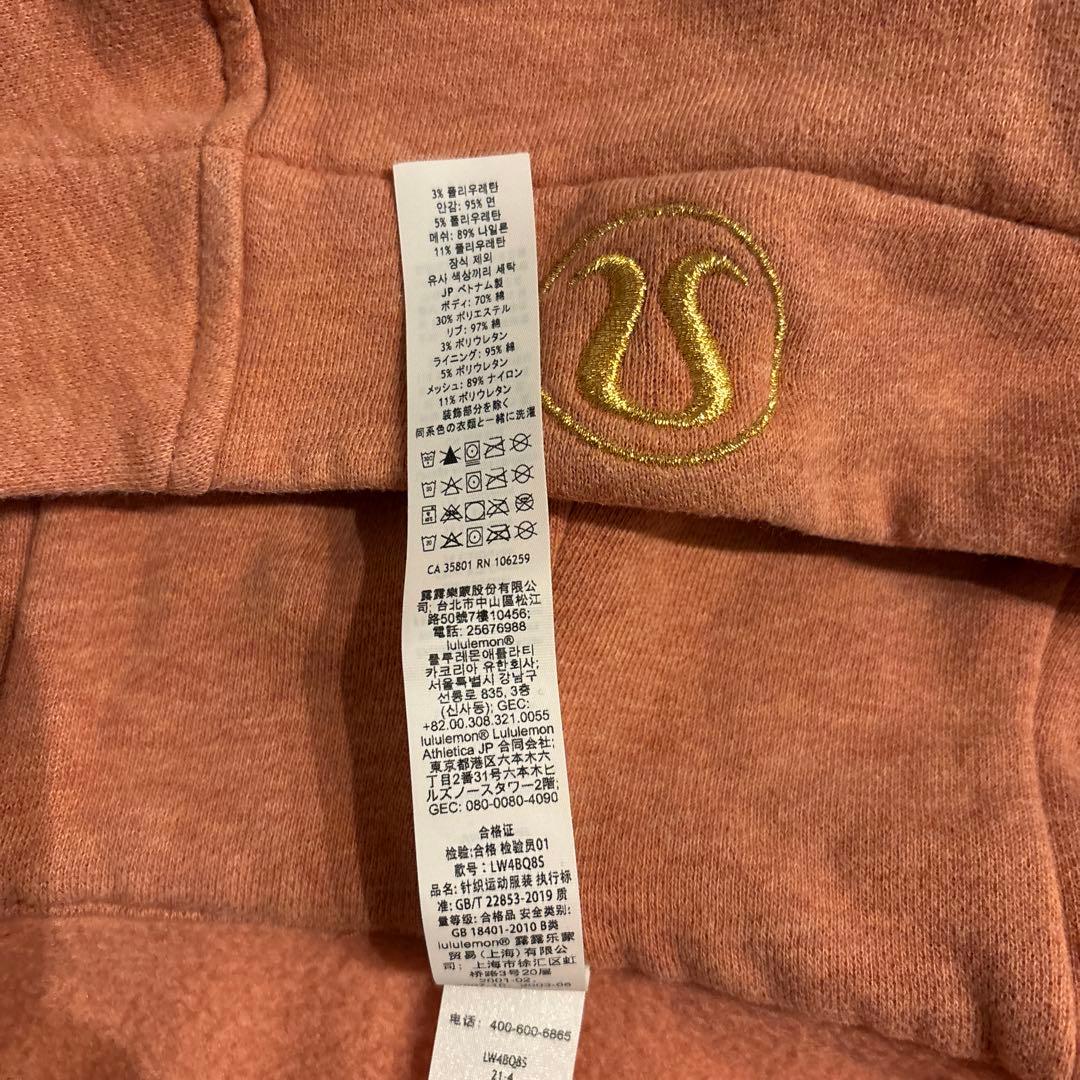 3% 폴리우레탄
안감: 95% 면
5% 폴리우레탄
메쉬: 89% 나일론
11% 폴리우레탄
장식 제외
유사 색상끼리 세탁
JP ベトナム製
ボディ: 70% 綿
30% ポリエステル
リブ: 97% 綿
3% ポリウレタン
ライニング: 95% 綿
5% ポリウレタン
メッシュ: 89% ナイロン
11% ポリウレタン
装飾部分を除く
同系色の衣類と一緒に洗濯
CA 35801 RN 106259
露露樂蒙股份有限公
司; 台北市中山區松江
路50號7樓10456;
電話: 25676988
lululemon®
룰루레몬애틀라티
카코리아 유한회사;
서울특별시 강남구
선릉로 835, 3층
(신사동); GEC:
+82.00.308.321.0055
lululemon® Lululemon
Athletica JP 合同会社;
東京都港区六本木六
丁目2番31号六本木ヒ
ルズノースタワー2階;
GEC: 080-0080-4090
合格证
检验:合格 检验员01
款号: LW4BQ8S
品名: 针织运动服装 执行标
准: GB/T 22853-2019 质
量等级: 合格品 安全类别:
GB 18401-2010 B类
lululemon® 露露乐蒙
贸易(上海)有限公
司; 上海市徐汇区虹
桥路3号20层
2001-02,
电话: 400-600-6865
LW4BQ8S
21-4